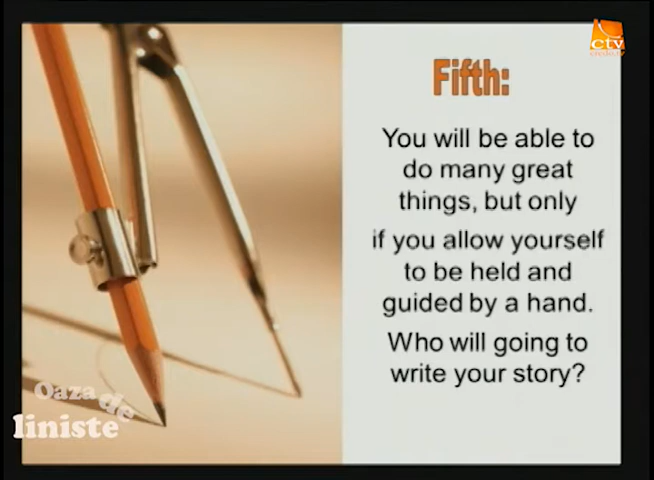 ctv
Fifth:
You will be able to
do many great
things, but only
if you allow yourself
to be held and
guided by a hand.
Who will going to
write your story?
Oaza
de
liniste